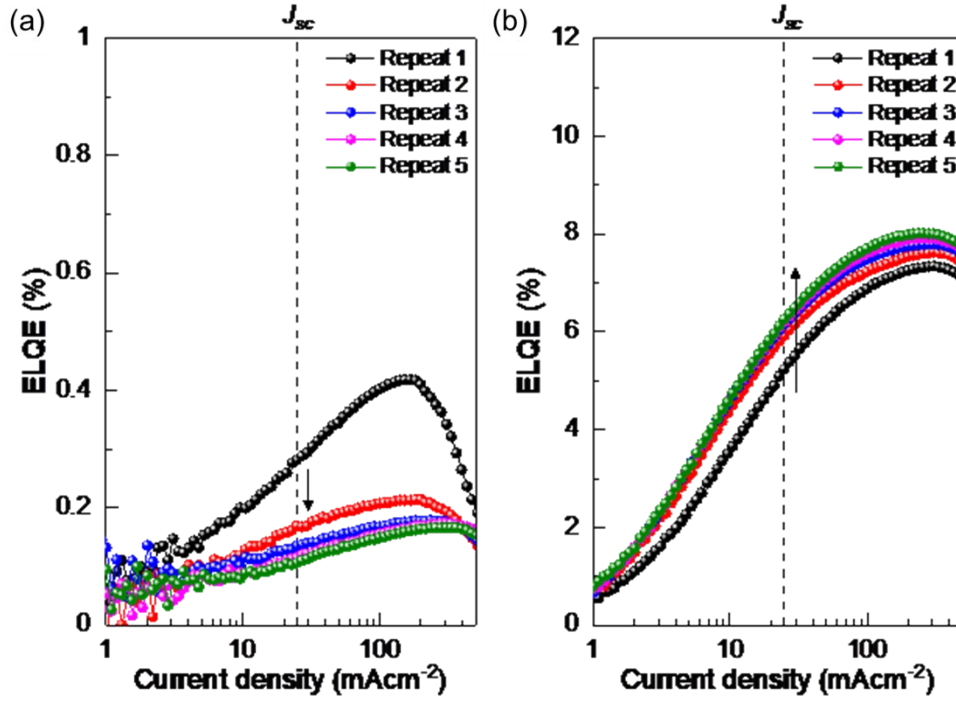 (a)
J_sc
1
0.8
0.6
0.4
0.2
0
ELQE (%)
Repeat 1
Repeat 2
Repeat 3
Repeat 4
Repeat 5
1
10
100
Current density (mAcm⁻²)
(b)
J_sc
12
10
8
6
4
2
0
ELQE (%)
Repeat 1
Repeat 2
Repeat 3
Repeat 4
Repeat 5
1
10
100
Current density (mAcm⁻²)